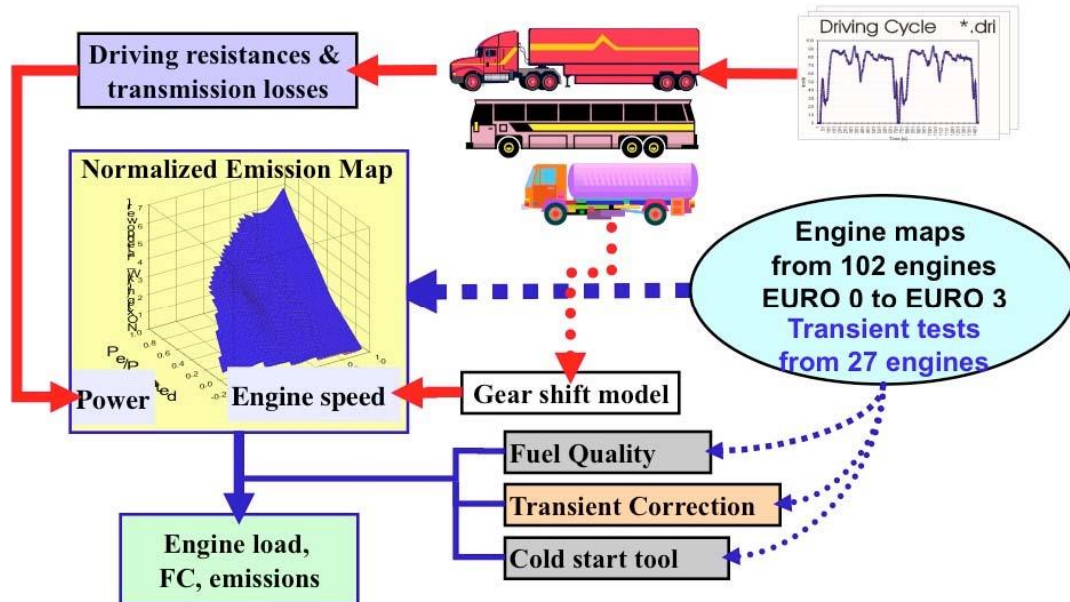 Driving resistances &
transmission losses
Driving Cycle *.dri
Normalized Emission Map
Engine maps
from 102 engines
EURO 0 to EURO 3
Transient tests
from 27 engines
Power
Engine speed
Gear shift model
Fuel Quality
Transient Correction
Cold start tool
Engine load,
FC, emissions